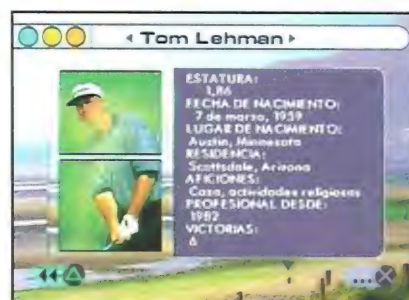 Tom Lehman
ESTATURA:
1,86
FECHA DE NACIMIENTO:
7 de marzo, 1959
LUGAR DE NACIMIENTO:
Austin, Minnesota
RESIDENCIA:
Scottsdale, Arizona
AFICIONES:
Caza, actividades religiosas
PROFESIONAL DESDE:
1982
VICTORIAS:
...